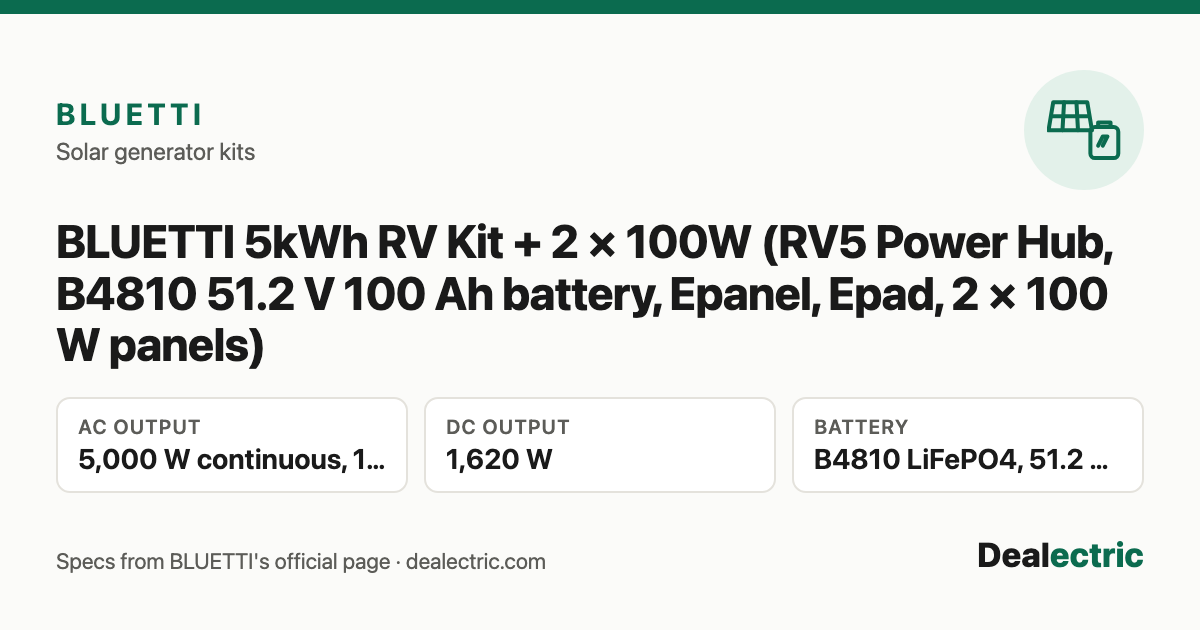 BLUETTI
Solar generator kits
BLUETTI 5kWh RV Kit + 2 × 100W (RV5 Power Hub,
B4810 51.2 V 100 Ah battery, Epanel, Epad, 2 × 100
W panels)
AC OUTPUT
5,000 W continuous, 1...
DC OUTPUT
1,620 W
BATTERY
B4810 LiFePO4, 51.2 ...
Specs from BLUETTI's official page · dealectric.com
Dealectric